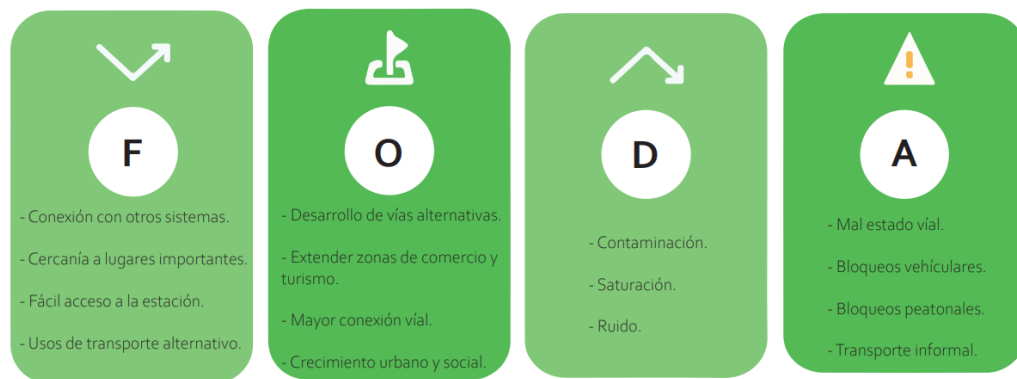 F
- Conexión con otros sistemas.
- Cercanía a lugares importantes.
- Fácil acceso a la estación.
- Usos de transporte alternativo.
O
- Desarrollo de vías alternativas.
- Extender zonas de comercio y
turismo.
- Mayor conexión víal.
- Crecimiento urbano y social.
D
- Contaminación.
- Saturación.
- Ruido.
A
- Mal estado víal.
- Bloqueos vehículares.
- Bloqueos peatonales.
- Transporte informal.